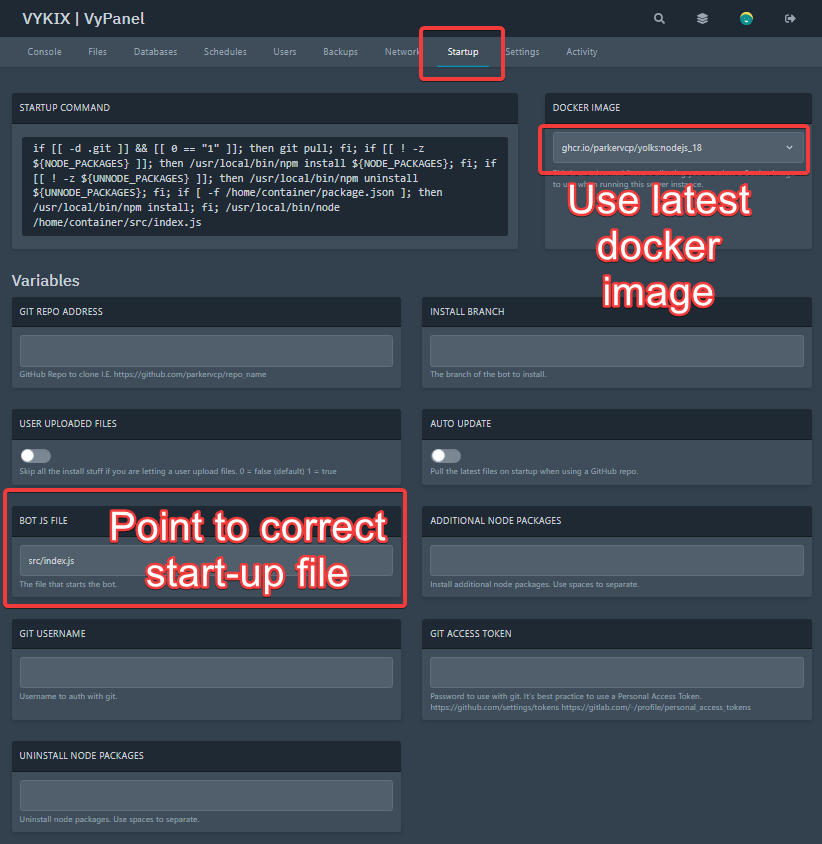 VYKIX | VyPanel
Console Files Databases Schedules Users Backups Network Startup Settings Activity
STARTUP COMMAND
if [[ -d .git ]] && [[ 0 == "1" ]]; then git pull; fi; if [[ ! -z
${NODE_PACKAGES} ]]; then /usr/local/bin/npm install ${NODE_PACKAGES}; fi; if
[[ ! -z ${UNNODE_PACKAGES} ]]; then /usr/local/bin/npm uninstall
${UNNODE_PACKAGES}; fi; if [ -f /home/container/package.json ]; then
/usr/local/bin/npm install; fi; /usr/local/bin/node
/home/container/src/index.js
DOCKER IMAGE
ghcr.io/parkervcp/yolks:nodejs_18
to use when running this server instance.
Use latest
docker
image
Variables
GIT REPO ADDRESS
GitHub Repo to clone I.E. https://github.com/parkervcp/repo_name
INSTALL BRANCH
The branch of the bot to install.
USER UPLOADED FILES
Skip all the install stuff if you are letting a user upload files. 0 = false (default) 1 = true
AUTO UPDATE
Pull the latest files on startup when using a GitHub repo.
BOT JS FILE
src/index.js
The file that starts the bot.
Point to correct
start-up file
ADDITIONAL NODE PACKAGES
Install additional node packages. Use spaces to separate.
GIT USERNAME
Username to auth with git.
GIT ACCESS TOKEN
Password to use with git. It's best practice to use a Personal Access Token.
https://github.com/settings/tokens https://gitlab.com/-/profile/personal_access_tokens
UNINSTALL NODE PACKAGES
Uninstall node packages. Use spaces to separate.